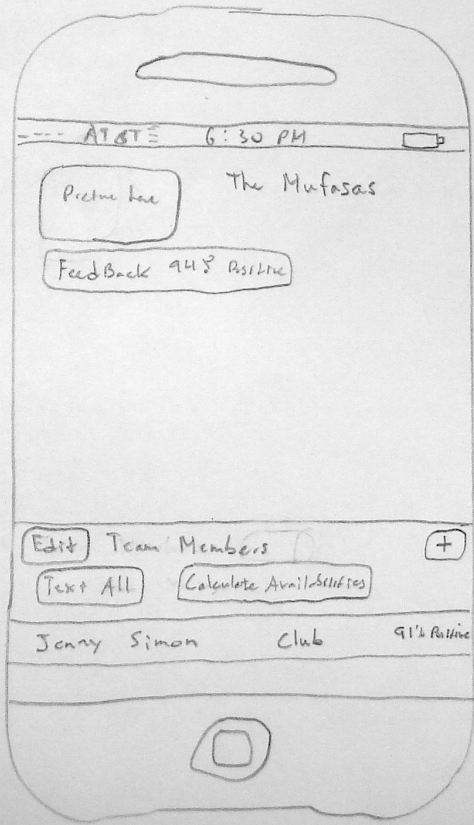 AT&T 6:30 PM
Picture here The Mufasas
FeedBack 94% Positive
Edit Team Members +
Text All Calculate Availabilities
Jenny Simon Club 91% Positive